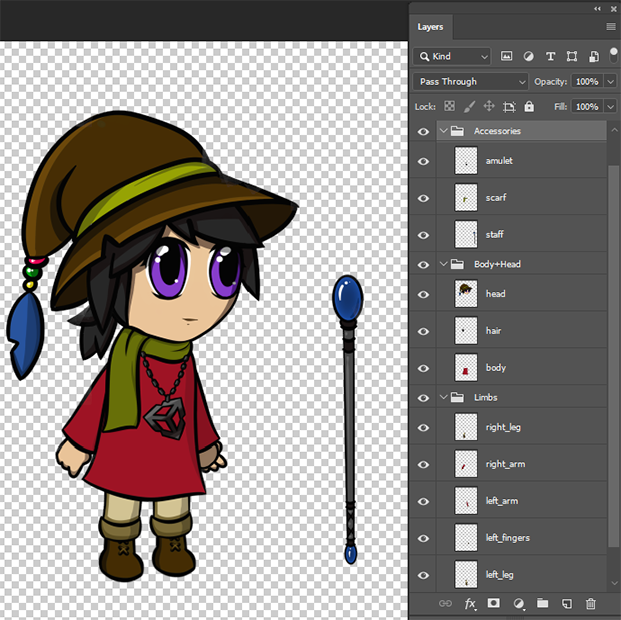 Layers
Kind
Pass Through
Opacity: 100%
Lock:
Fill: 100%
Accessories
amulet
scarf
staff
Body+Head
head
hair
body
Limbs
right_leg
right_arm
left_arm
left_fingers
left_leg
fx